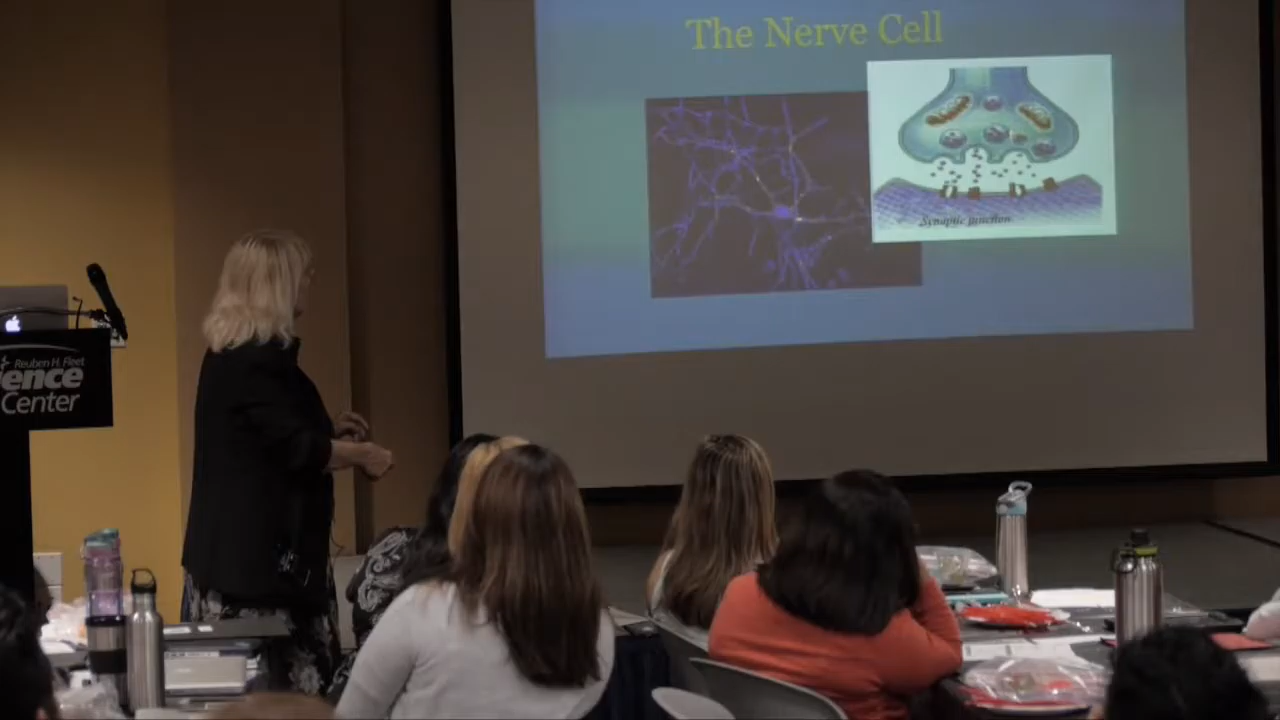 The Nerve Cell
Synaptic junction
Reuben H. Fleet
ence
Center